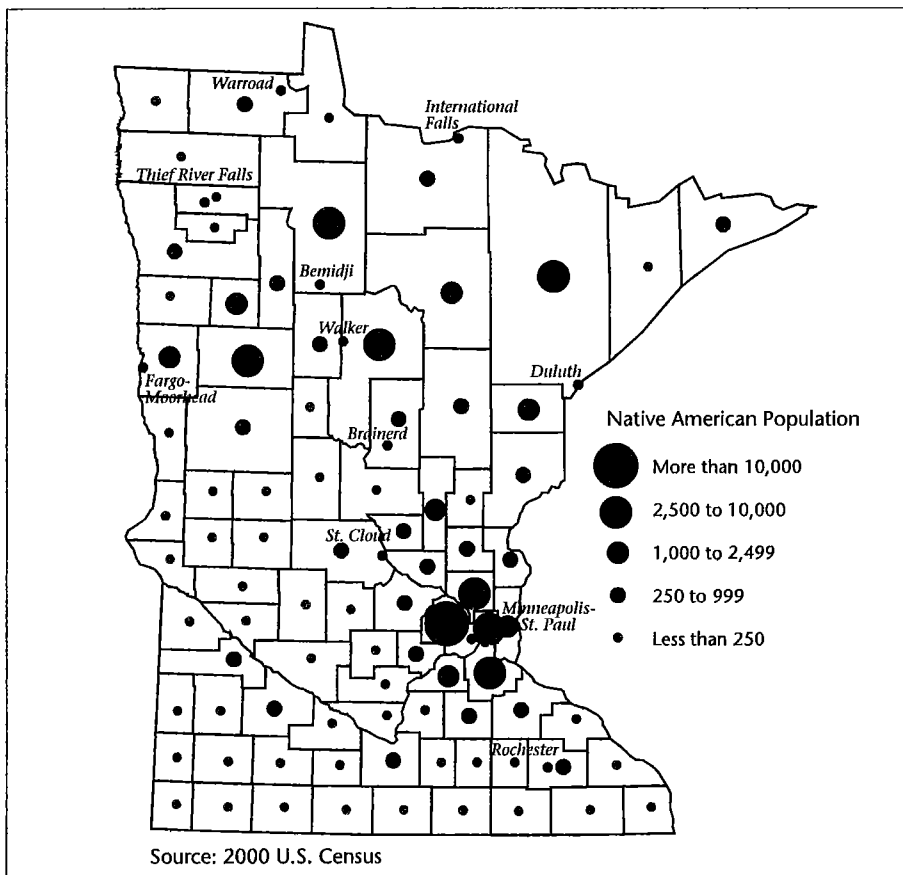 Warroad
International
Falls
Thief River Falls
Bemidji
Walker
Duluth
Fargo-
Moorhead
Brainerd
Native American Population
More than 10,000
2,500 to 10,000
1,000 to 2,499
250 to 999
Less than 250
St. Cloud
Minneapolis-
St. Paul
Rochester
Source: 2000 U.S. Census